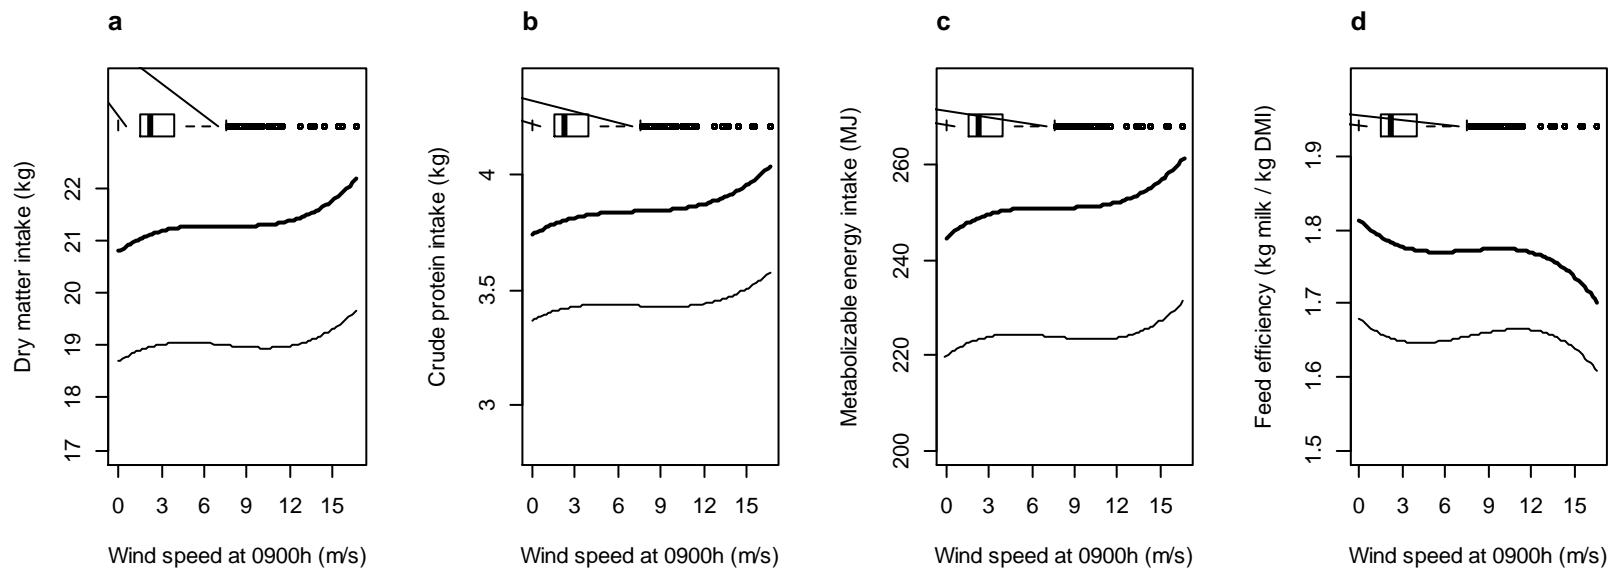 a
b
c
d
Dry matter intake (kg)
22
21
20
19
18
17
0 3 6 9 12 15
Wind speed at 0900h (m/s)
Crude protein intake (kg)
4
3.5
3
0 3 6 9 12 15
Wind speed at 0900h (m/s)
Metabolizable energy intake (MJ)
260
240
220
200
0 3 6 9 12 15
Wind speed at 0900h (m/s)
Feed efficiency (kg milk / kg DMI)
1.9
1.8
1.7
1.6
1.5
0 3 6 9 12 15
Wind speed at 0900h (m/s)